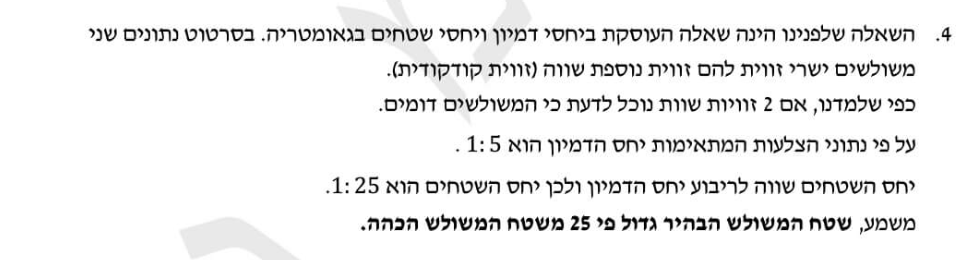 4. השאלה שלפנינו הינה שאלה העוסקת ביחסי דמיון ויחסי שטחים בגאומטריה. בסרטוט נתונים שני
משולשים ישרי זווית להם זווית נוספת שווה (זווית קודקודית).
כפי שלמדנו, אם 2 זוויות שוות נוכל לדעת כי המשולשים דומים.
על פי נתוני הצלעות המתאימות יחס הדמיון הוא 1:5 .
יחס השטחים שווה לריבוע יחס הדמיון ולכן יחס השטחים הוא 1:25.
משמע, שטח המשולש הבהיר גדול פי 25 משטח המשולש הכהה.